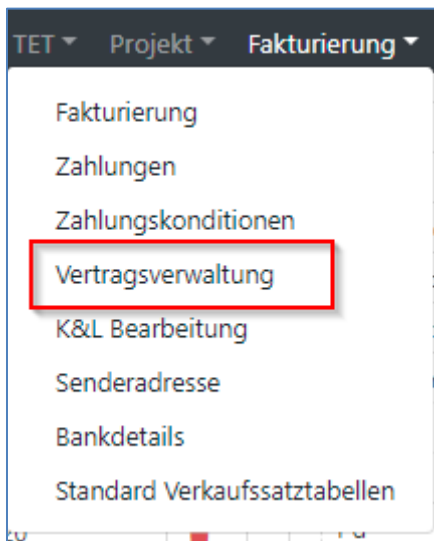 TET Projekt Fakturierung
Fakturierung
Zahlungen
Zahlungskonditionen
Vertragsverwaltung
K&L Bearbeitung
Senderadresse
Bankdetails
Standard Verkaufssatztabellen